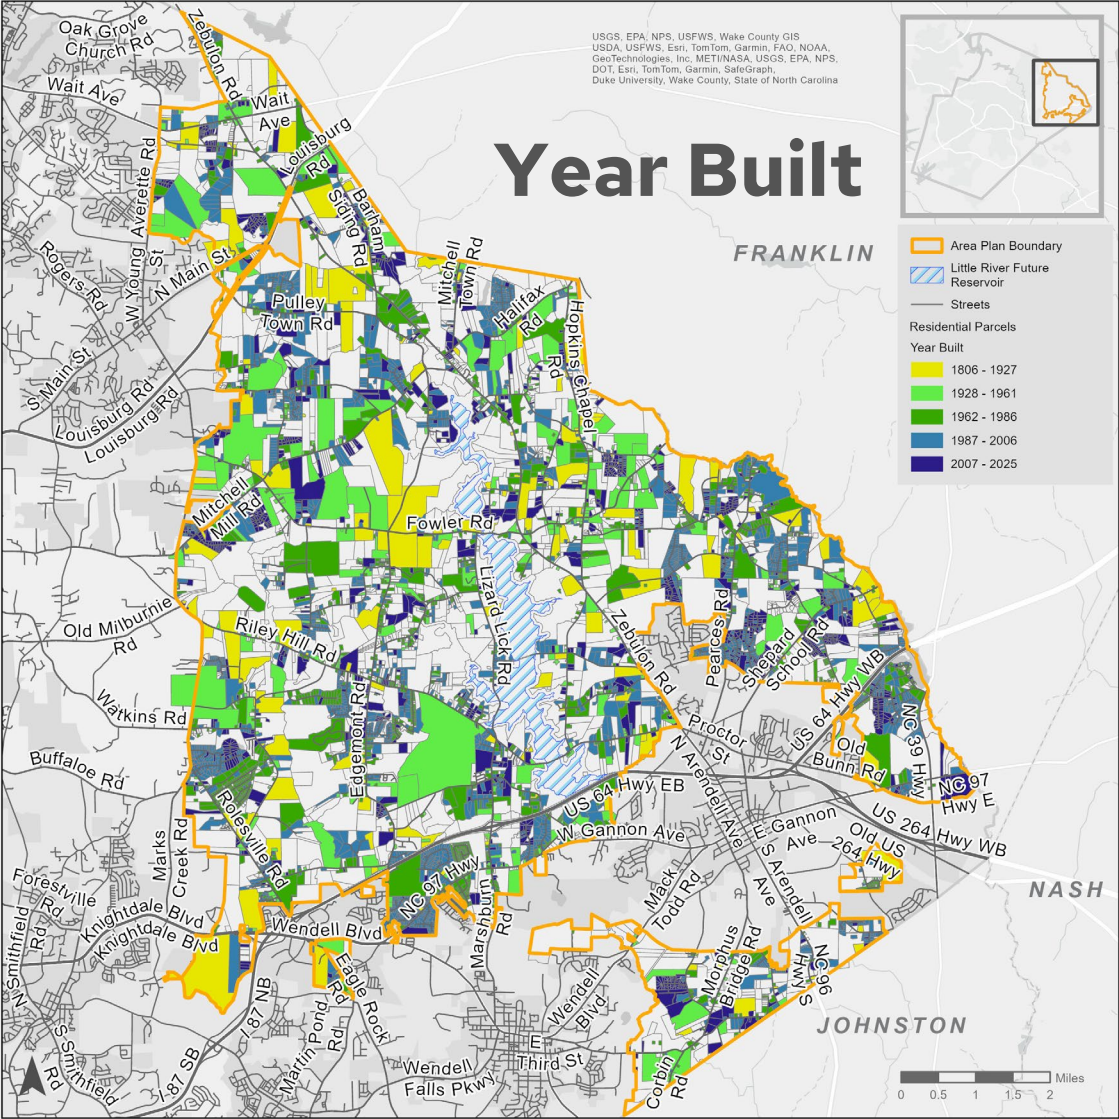 Oak Grove
Church Rd
Zebulon Rd
Wait Ave
Wait
Ave
Louisburg
Rd
USGS, EPA, NPS, USFWS, Wake County GIS
USDA, USFWS, Esri, TomTom, Garmin, FAO, NOAA,
GeoTechnologies, Inc, METI/NASA, USGS, EPA, NPS,
DOT, Esri, TomTom, Garmin, SafeGraph,
Duke University, Wake County, State of North Carolina
Year Built
FRANKLIN
Area Plan Boundary
Little River Future
Reservoir
Streets
Residential Parcels
Year Built
1806 - 1927
1928 - 1961
1962 - 1986
1987 - 2006
2007 - 2025
Averette Rd
W Young
St
Rogers Rd
N Main St
Barham
Siding Rd
Mitchell
Town Rd
Pulley
Town Rd
Halifax
Rd
Hopkins Chapel
Rd
S Main St
Louisburg Rd
Louisburg Rd
Mitchell
Mill Rd
Fowler Rd
Lizard Lick Rd
Old Milburnie
Rd
Riley Hill Rd
Zebulon Rd
Pearces Rd
Shepard
School Rd
US 64 Hwy WB
Watkins Rd
Edgemont Rd
Proctor
St
Old
Bunn Rd
NC 39 Hwy
NC 97
Hwy E
Buffaloe Rd
Rolesville Rd
US 64 Hwy EB
N Arendell Ave
W Gannon Ave
E Gannon
Ave
US 264 Hwy WB
Old US
264 Hwy
Marks
Creek Rd
Forestville
Rd
Knightdale Blvd
Knightdale Blvd
Smithfield
Rd
N
NC 97 Hwy
Wendell Blvd
Marshburn
Rd
Mack
Todd Rd
S Arendell
Ave
NASH
Eagle Rock
Rd
Morphus
Bridge Rd
NC 96
Hwy S
Wendell
Blvd
I-87 NB
I-87 SB
S Smithfield
Rd
Martin Pond
Rd
Wendell
Falls Pkwy
E
Third St
Corbin
Rd
JOHNSTON
Miles
0 0.5 1 1.5 2